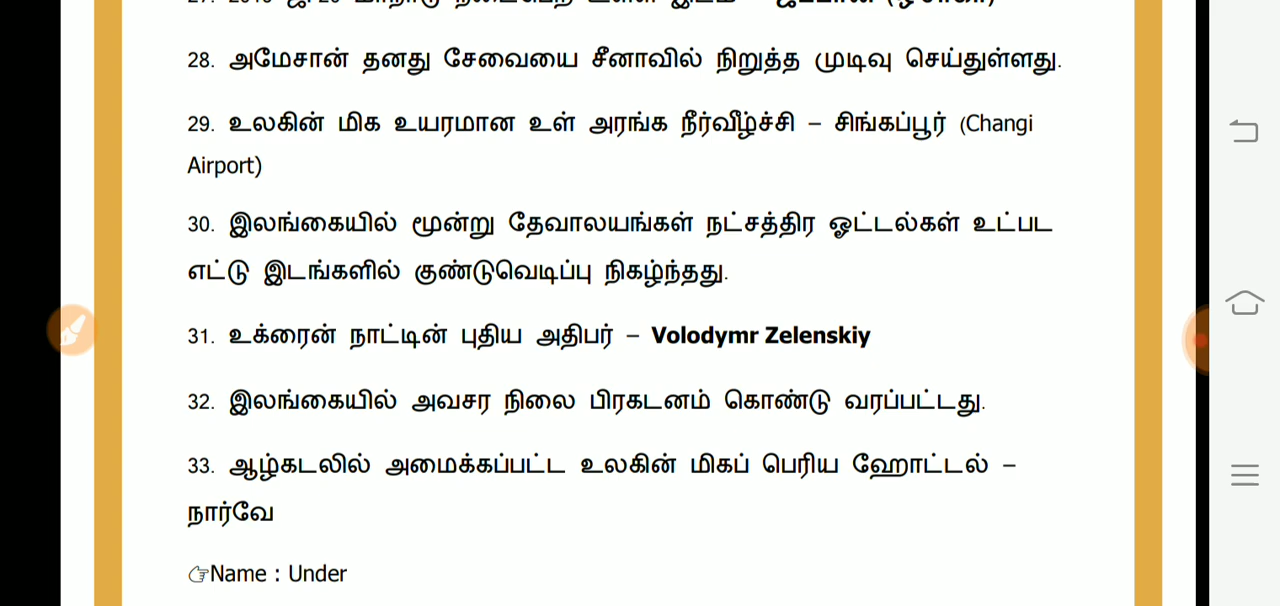 28. அமேசான் தனது சேவையை சீனாவில் நிறுத்த முடிவு செய்துள்ளது.
29. உலகின் மிக உயரமான உள் அரங்க நீர்வீழ்ச்சி – சிங்கப்பூர் (Changi
Airport)
30. இலங்கையில் மூன்று தேவாலயங்கள் நட்சத்திர ஓட்டல்கள் உட்பட
எட்டு இடங்களில் குண்டுவெடிப்பு நிகழ்ந்தது.
31. உக்ரைன் நாட்டின் புதிய அதிபர் – Volodymr Zelenskiy
32. இலங்கையில் அவசர நிலை பிரகடனம் கொண்டு வரப்பட்டது.
33. ஆழ்கடலில் அமைக்கப்பட்ட உலகின் மிகப் பெரிய ஹோட்டல் –
நார்வே
☞Name : Under